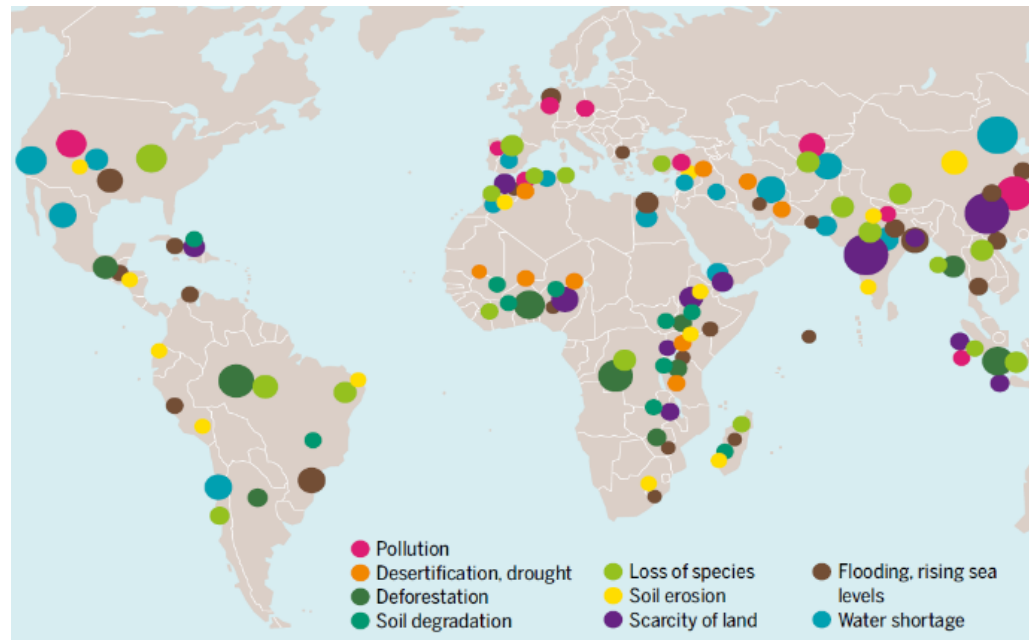 Pollution
Desertification, drought
Deforestation
Soil degradation
Loss of species
Soil erosion
Scarcity of land
Flooding, rising sea
levels
Water shortage